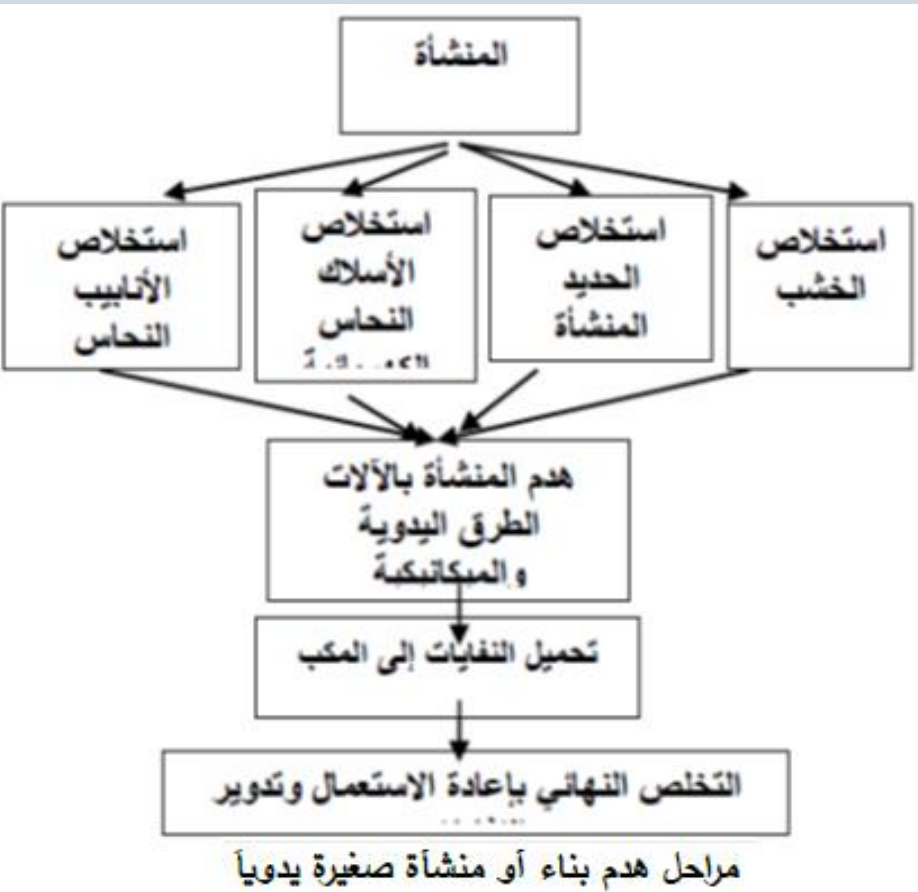 المنشأة
استخلاص
الخشب
استخلاص
الحديد
المنشأة
استخلاص
الأسلاك
النحاس
استخلاص
الأنابيب
النحاس
هدم المنشأة بالآلات
الطرق اليدوية
والميكانيكية
تحميل النفايات إلى المكب
التخلص النهائي بإعادة الاستعمال وتدوير
مراحل هدم بناء أو منشأة صغيرة يدوياً